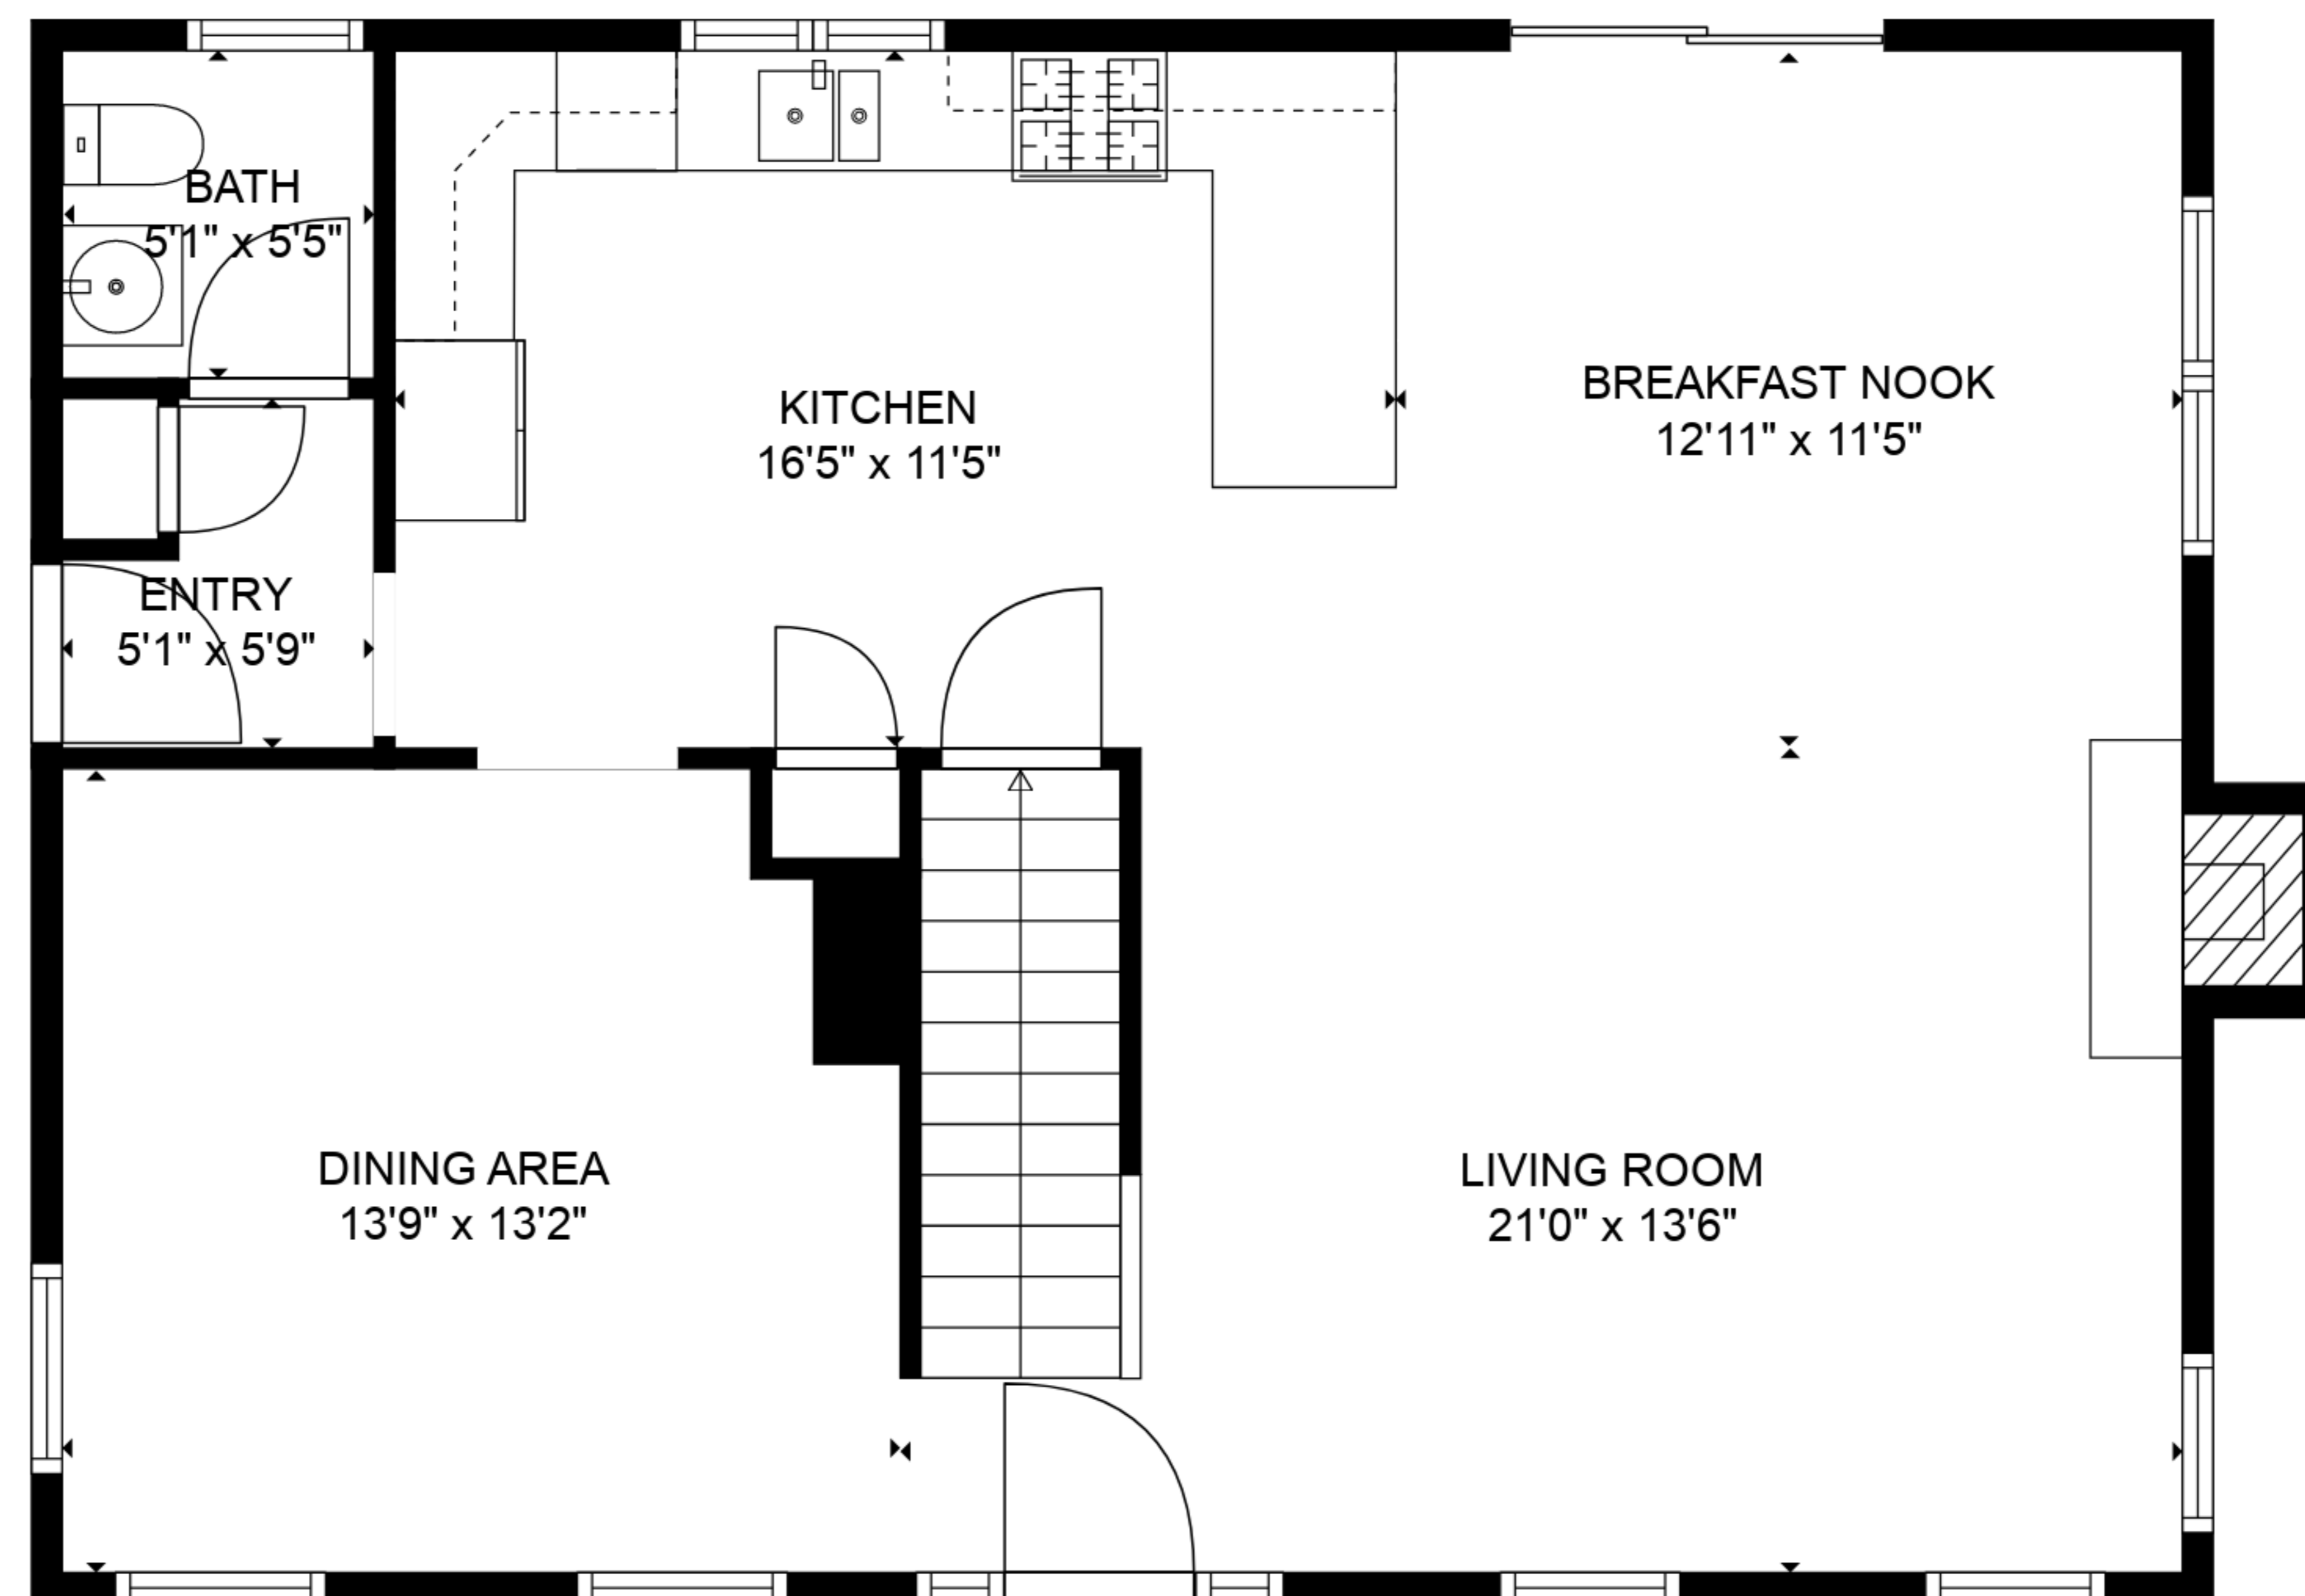 BATH
5'1" x 5'5"
KITCHEN
16'5" x 11'5"
BREAKFAST NOOK
12'11" x 11'5"
ENTRY
5'1" x 5'9"
DINING AREA
13'9" x 13'2"
LIVING ROOM
21'0" x 13'6"